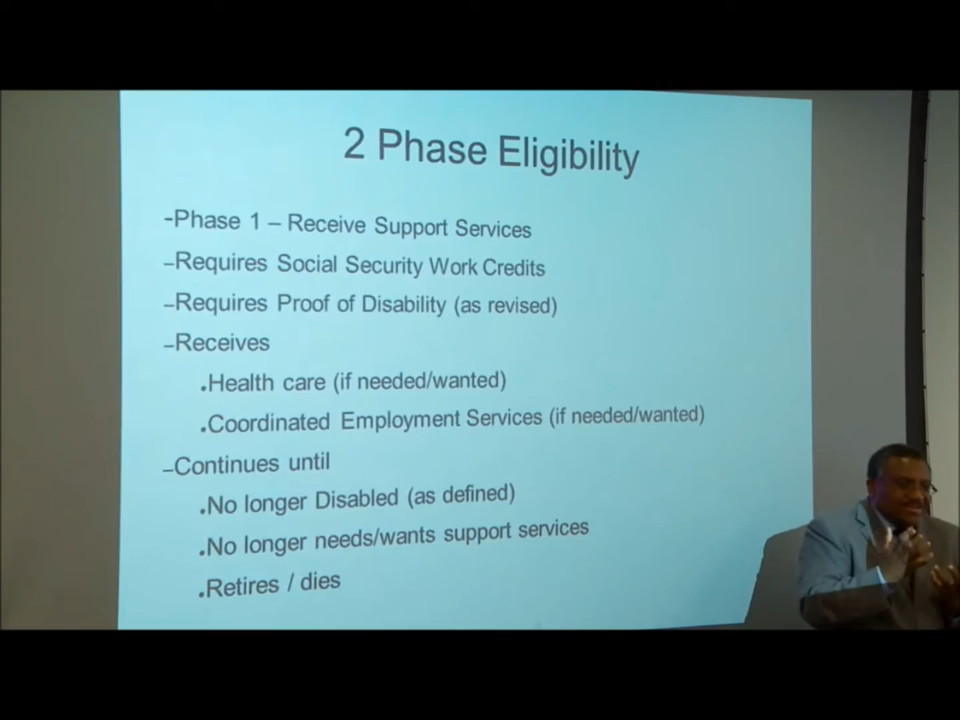 2 Phase Eligibility
-Phase 1 – Receive Support Services
–Requires Social Security Work Credits
–Requires Proof of Disability (as revised)
–Receives
.Health care (if needed/wanted)
.Coordinated Employment Services (if needed/wanted)
–Continues until
.No longer Disabled (as defined)
.No longer needs/wants support services
.Retires / dies